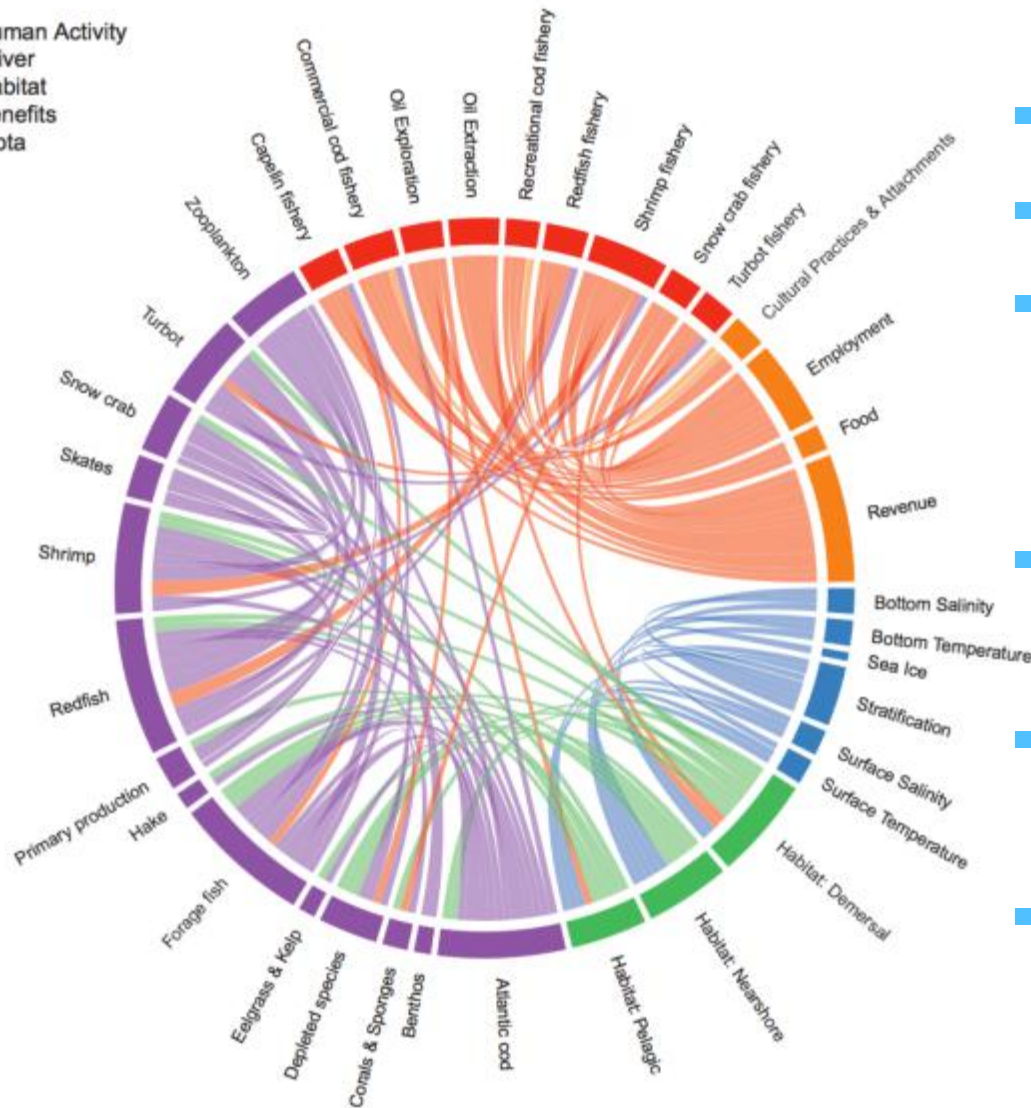 uman Activity
iver
abitat
enefits
ota
Zooplankton
Capelin fishery
Commercial cod fishery
Oil Exploration
Oil Extraction
Recreational cod fishery
Redfish fishery
Shrimp fishery
Snow crab fishery
Turbot fishery
Cultural Practices & Attachments
Employment
Food
Revenue
Bottom Salinity
Bottom Temperature
Sea Ice
Stratification
Surface Salinity
Surface Temperature
Habitat: Demersal
Habitat: Nearshore
Habitat: Pelagic
Atlantic cod
Benthos
Corals & Sponges
Depleted species
Eelgrass & Kelp
Forage fish
Hake
Primary production
Redfish
Shrimp
Skates
Snow crab
Turbot